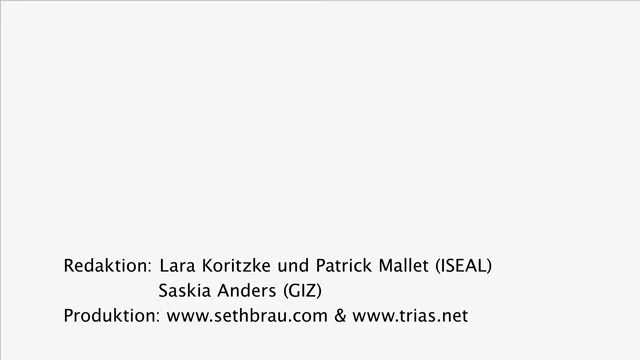 Redaktion: Lara Koritzke und Patrick Mallet (ISEAL)
Saskia Anders (GIZ)
Produktion: www.sethbrau.com & www.trias.net